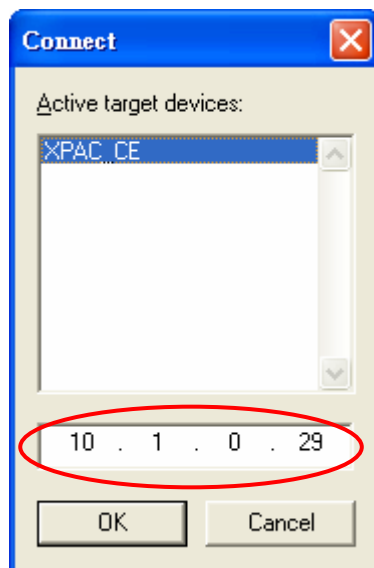 Connect
Active target devices:
XPAC_CE
10 . 1 . 0 . 29
OK Cancel